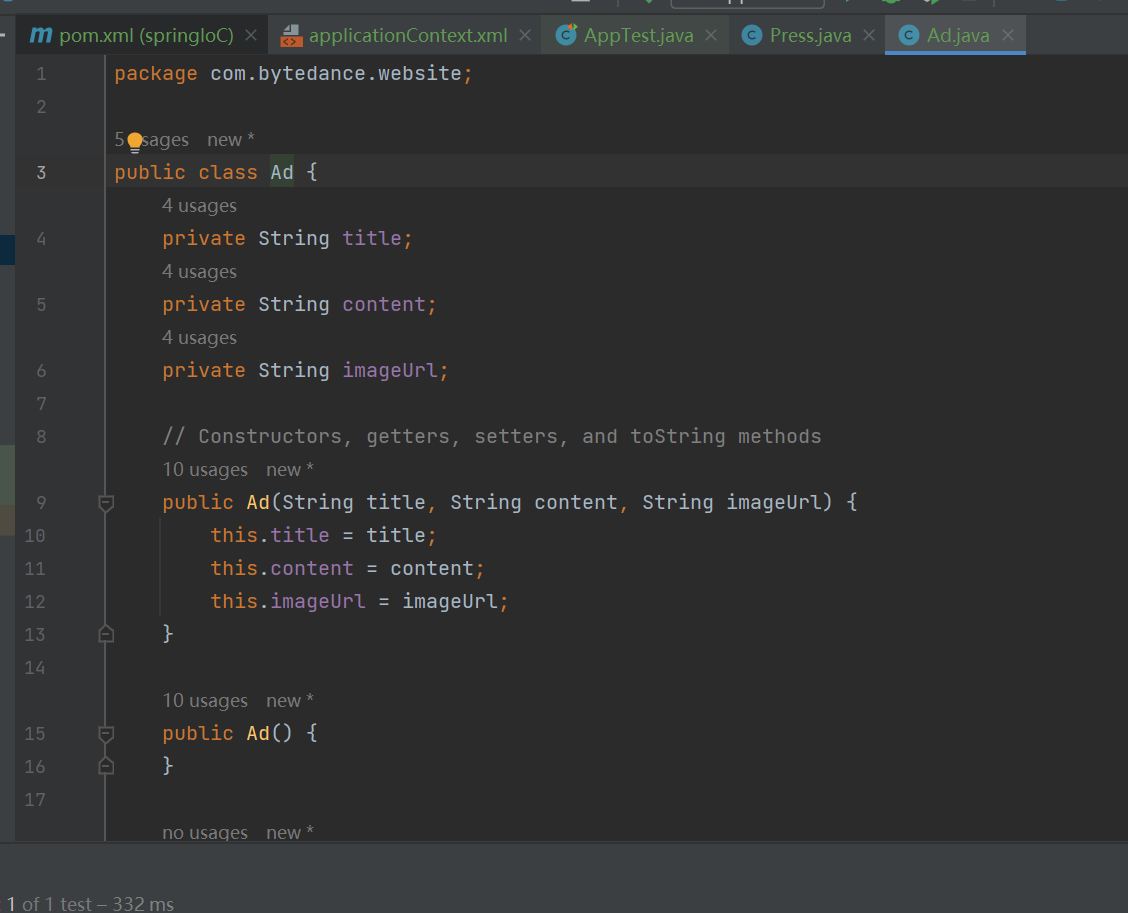 pom.xml (springIoC) applicationContext.xml AppTest.java Press.java Ad.java
1 package com.bytedance.website;
2
5 usages new *
3 public class Ad {
4 usages
4 private String title;
4 usages
5 private String content;
4 usages
6 private String imageUrl;
7
8 // Constructors, getters, setters, and toString methods
10 usages new *
9 public Ad(String title, String content, String imageUrl) {
10 this.title = title;
11 this.content = content;
12 this.imageUrl = imageUrl;
13 }
14
10 usages new *
15 public Ad() {
16 }
17
no usages new *
1 of 1 test – 332 ms